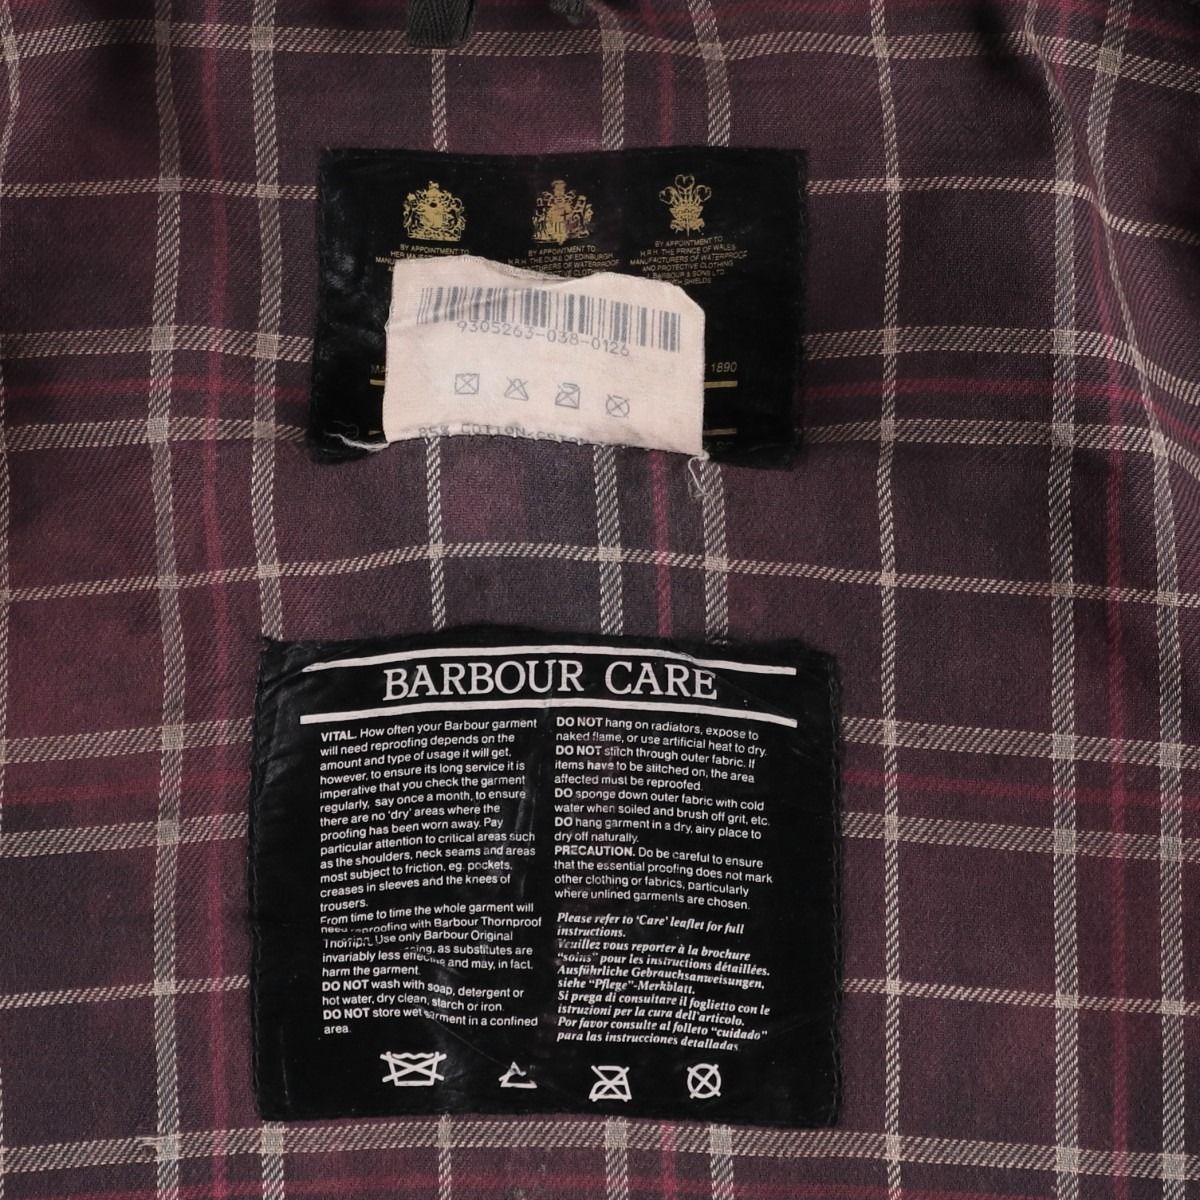 BY APPOINTMENT TO
BY APPOINTMENT TO
H.R.H. THE DUKE OF EDINBURGH
BY APPOINTMENT TO
H.R.H. THE PRINCE OF WALES
MANUFACTURERS OF WATERPROOF
AND PROTECTIVE CLOTHING
J. BARBOUR & SONS LTD
SHIELDS
9305263-038-0126
1890
85% COTTON
BARBOUR CARE
VITAL. How often your Barbour garment
will need reproofing depends on the
amount and type of usage it will get,
however, to ensure its long service it is
imperative that you check the garment
regularly, say once a month, to ensure
there are no 'dry' areas where the
proofing has been worn away. Pay
particular attention to critical areas such
as the shoulders, neck seams and areas
most subject to friction, eg. pockets,
creases in sleeves and the knees of
trousers.
From time to time the whole garment will
need reproofing with Barbour Thornproof
Use only Barbour Original
as substitutes are
invariably less effective and may, in fact,
harm the garment.
DO NOT wash with soap, detergent or
hot water, dry clean, starch or iron.
DO NOT store wet garment in a confined
area.
DO NOT hang on radiators, expose to
naked flame, or use artificial heat to dry.
DO NOT stitch through outer fabric. If
items have to be stitched on, the area
affected must be reproofed.
DO sponge down outer fabric with cold
water when soiled and brush off grit, etc.
DO hang garment in a dry, airy place to
dry off naturally.
PRECAUTION. Do be careful to ensure
that the essential proofing does not mark
other clothing or fabrics, particularly
where unlined garments are chosen.
Please refer to 'Care' leaflet for full
instructions.
Veuillez vous reporter à la brochure
"soins" pour les instructions détaillées.
Ausführliche Gebrauchsanweisungen,
siehe "Pflege"-Merkblatt.
Si prega di consultare il foglietto con le
istruzioni per la cura dell'articolo.
Por favor consulte al folleto "cuidado"
para las instrucciones detalladas